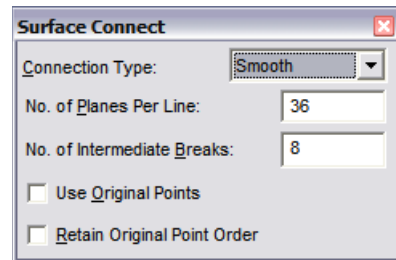 Surface Connect
Connection Type: Smooth
No. of Planes Per Line: 36
No. of Intermediate Breaks: 8
Use Original Points
Retain Original Point Order